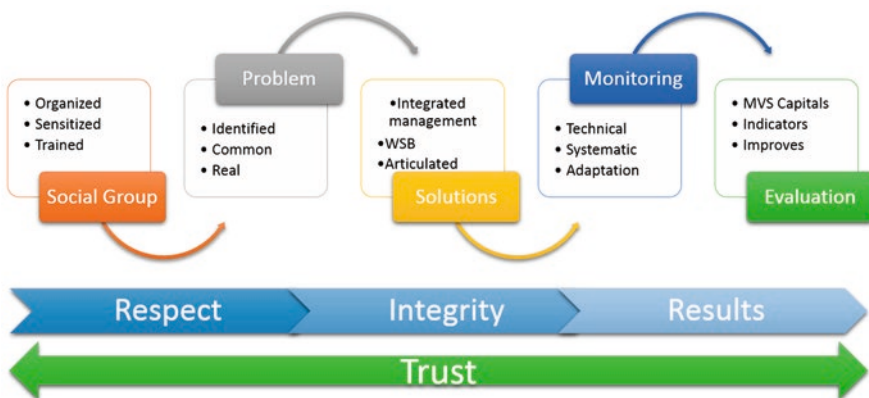 • Organized
• Sensitized
• Trained
Social Group
Problem
• Identified
• Common
• Real
•Integrated
management
•WSB
•Articulated
Solutions
Monitoring
• Technical
• Systematic
• Adaptation
• MVS Capitals
• Indicators
• Improves
Evaluation
Respect
Integrity
Results
Trust